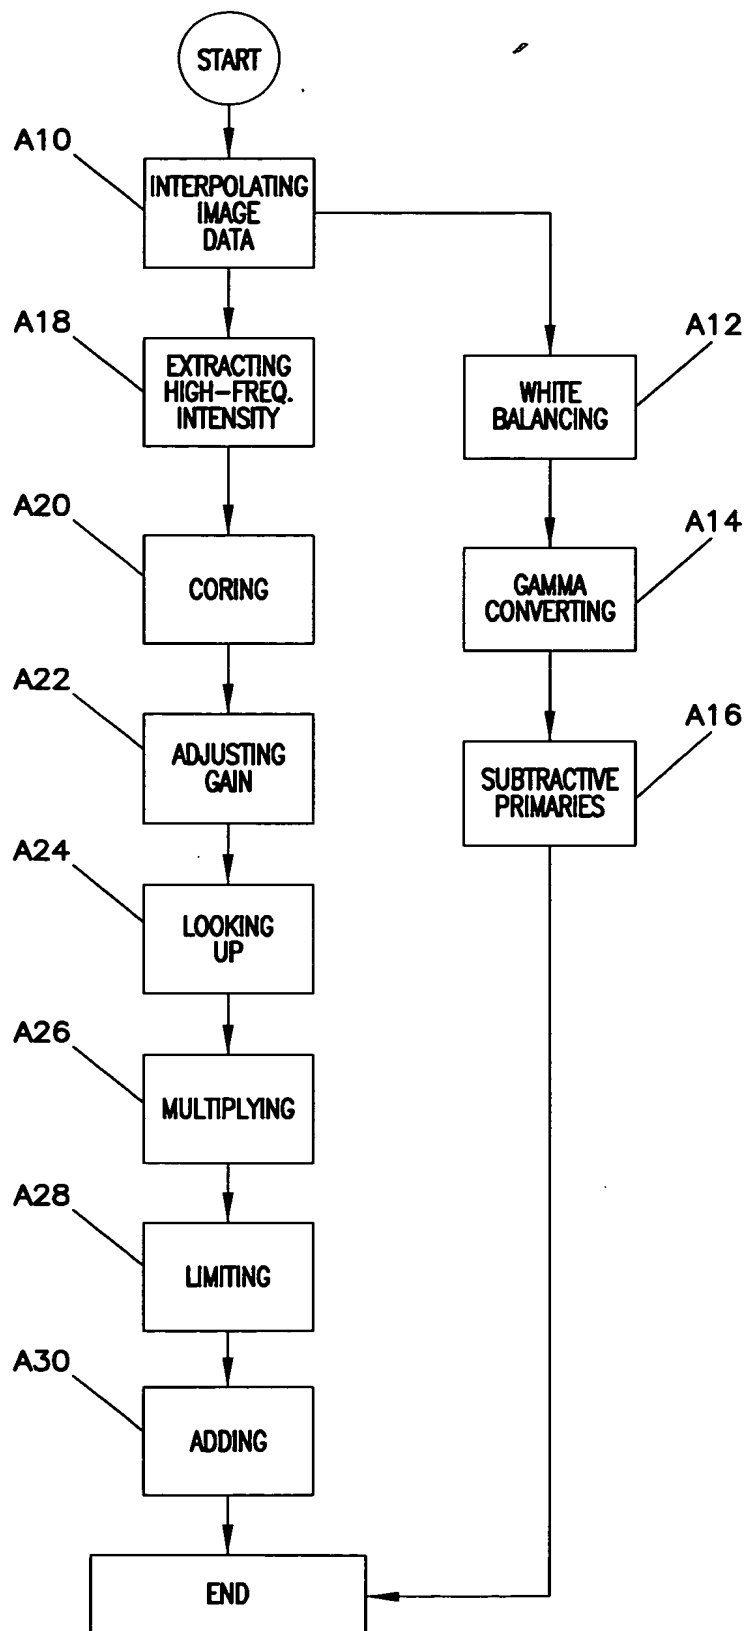 START
A10
INTERPOLATING
IMAGE
DATA
A18
EXTRACTING
HIGH-FREQ.
INTENSITY
A12
WHITE
BALANCING
A20
CORING
A14
GAMMA
CONVERTING
A22
ADJUSTING
GAIN
A16
SUBTRACTIVE
PRIMARIES
A24
LOOKING
UP
A26
MULTIPLYING
A28
LIMITING
A30
ADDING
END